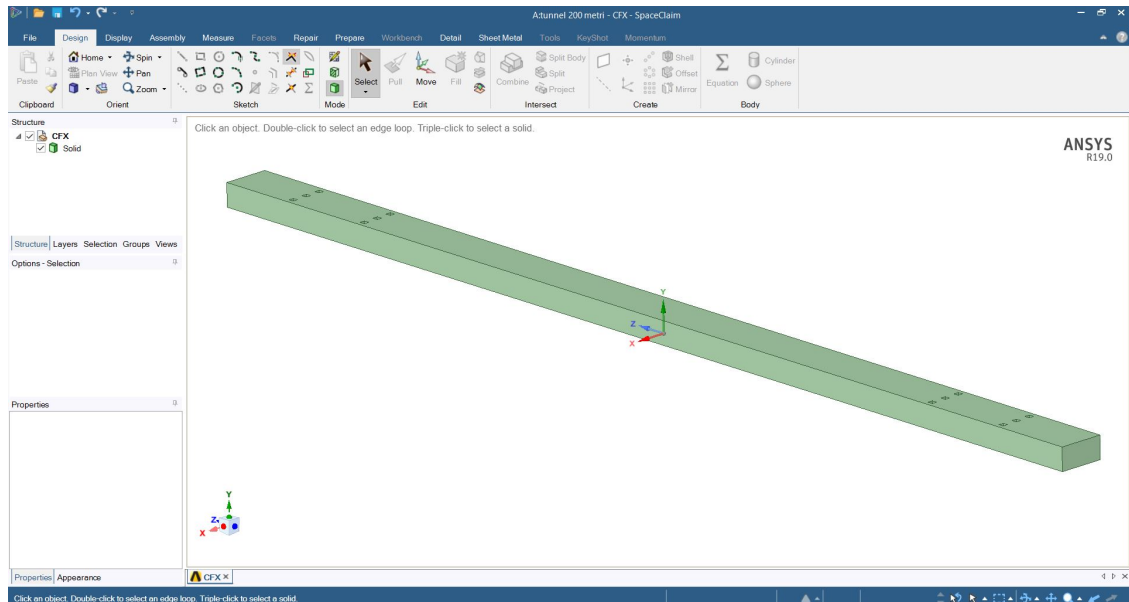 A:tunnel 200 metri - CFX - SpaceClaim
File Design Display Assembly Measure Facets Repair Prepare Workbench Detail Sheet Metal Tools KeyShot Momentum
Home Spin Split Body Shell Cylinder
Plan View Pan Split Offset
Paste Zoom Select Pull Move Fill Combine Project Mirror Equation Sphere
Clipboard Orient Sketch Mode Edit Intersect Create Body
Structure
CFX
Solid
Structure Layers Selection Groups Views
Options - Selection
Properties
Properties Appearance
Click an object. Double-click to select an edge loop. Triple-click to select a solid.
ANSYS
R19.0
Y
Z
X
Y
Z
X
CFX
Click an object. Double-click to select an edge loop. Triple-click to select a solid.